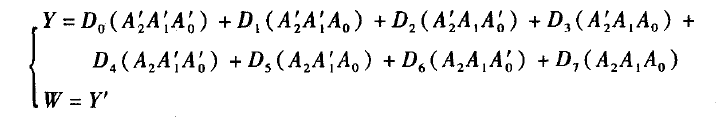 Y = D₀(A₂′A₁′A₀′) + D₁(A₂′A₁′A₀) + D₂(A₂′A₁A₀′) + D₃(A₂′A₁A₀) +
D₄(A₂A₁′A₀′) + D₅(A₂A₁′A₀) + D₆(A₂A₁A₀′) + D₇(A₂A₁A₀)
W = Y′